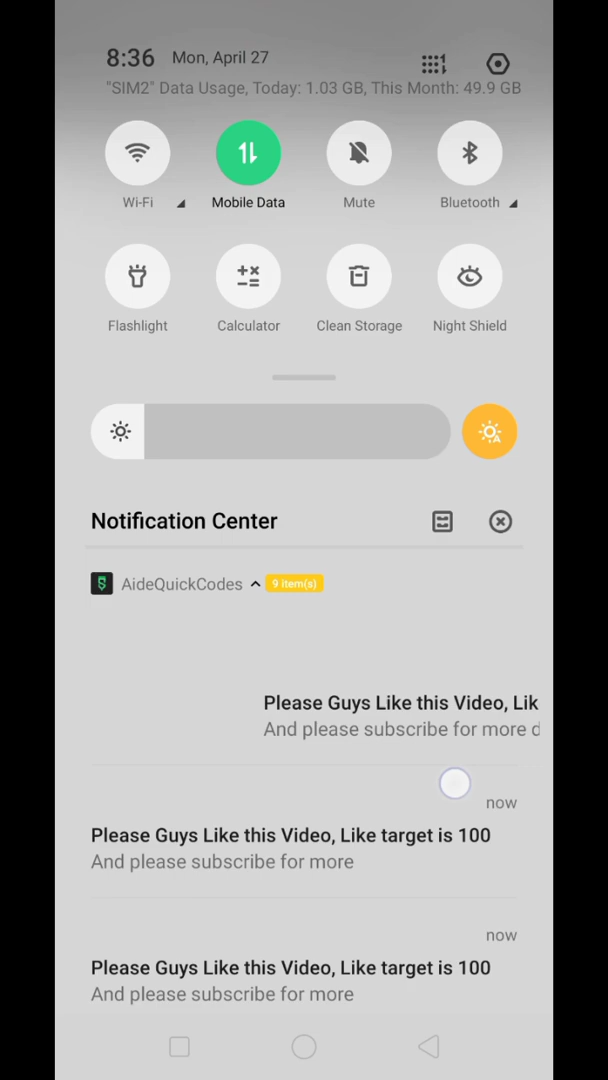 8:36 Mon, April 27
"SIM2" Data Usage, Today: 1.03 GB, This Month: 49.9 GB
Wi-Fi
Mobile Data
Mute
Bluetooth
Flashlight
Calculator
Clean Storage
Night Shield
Notification Center
AideQuickCodes 9 item(s)
Please Guys Like this Video, Lik
And please subscribe for more d
now
Please Guys Like this Video, Like target is 100
And please subscribe for more
now
Please Guys Like this Video, Like target is 100
And please subscribe for more